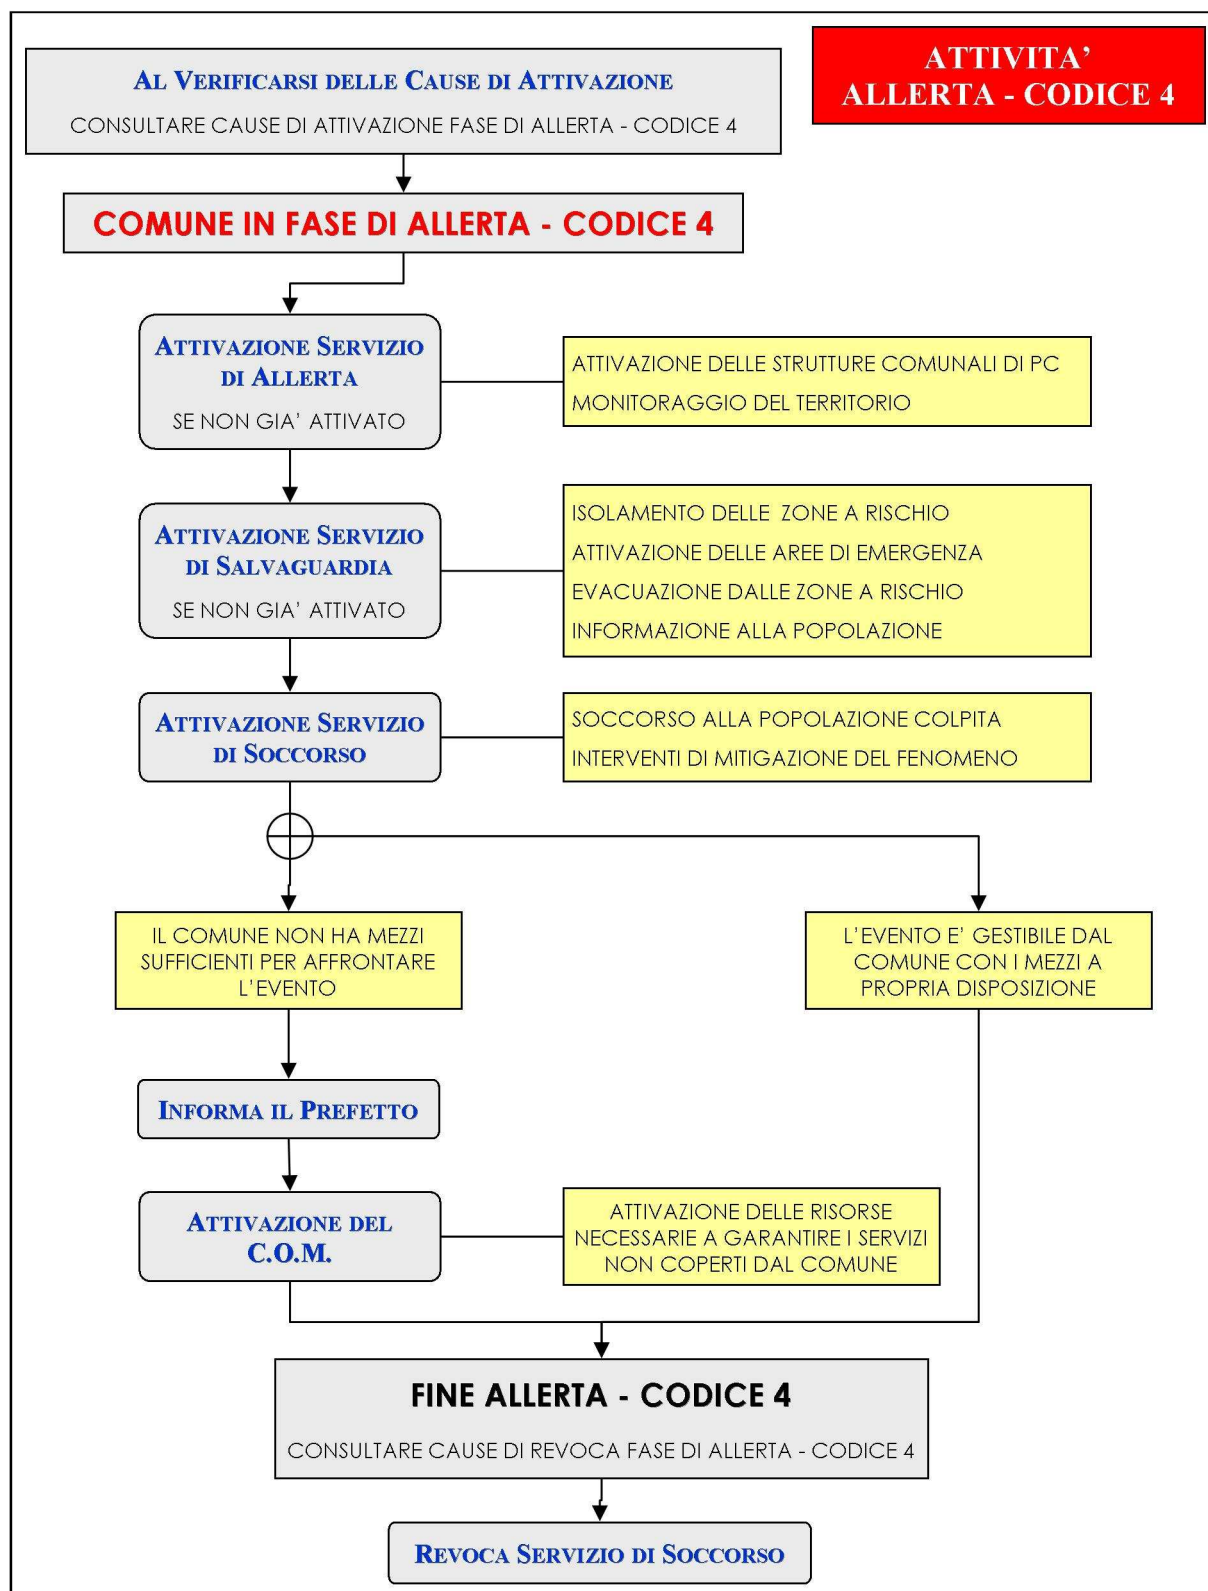 ATTIVITA’
ALLERTA - CODICE 4
AL VERIFICARSI DELLE CAUSE DI ATTIVAZIONE
CONSULTARE CAUSE DI ATTIVAZIONE FASE DI ALLERTA - CODICE 4
COMUNE IN FASE DI ALLERTA - CODICE 4
ATTIVAZIONE SERVIZIO
DI ALLERTA
SE NON GIA’ ATTIVATO
ATTIVAZIONE DELLE STRUTTURE COMUNALI DI PC
MONITORAGGIO DEL TERRITORIO
ATTIVAZIONE SERVIZIO
DI SALVAGUARDIA
SE NON GIA’ ATTIVATO
ISOLAMENTO DELLE ZONE A RISCHIO
ATTIVAZIONE DELLE AREE DI EMERGENZA
EVACUAZIONE DALLE ZONE A RISCHIO
INFORMAZIONE ALLA POPOLAZIONE
ATTIVAZIONE SERVIZIO
DI SOCCORSO
SOCCORSO ALLA POPOLAZIONE COLPITA
INTERVENTI DI MITIGAZIONE DEL FENOMENO
IL COMUNE NON HA MEZZI
SUFFICIENTI PER AFFRONTARE
L’EVENTO
L’EVENTO E’ GESTIBILE DAL
COMUNE CON I MEZZI A
PROPRIA DISPOSIZIONE
INFORMA IL PREFETTO
ATTIVAZIONE DEL
C.O.M.
ATTIVAZIONE DELLE RISORSE
NECESSARIE A GARANTIRE I SERVIZI
NON COPERTI DAL COMUNE
FINE ALLERTA - CODICE 4
CONSULTARE CAUSE DI REVOCA FASE DI ALLERTA - CODICE 4
REVOCA SERVIZIO DI SOCCORSO